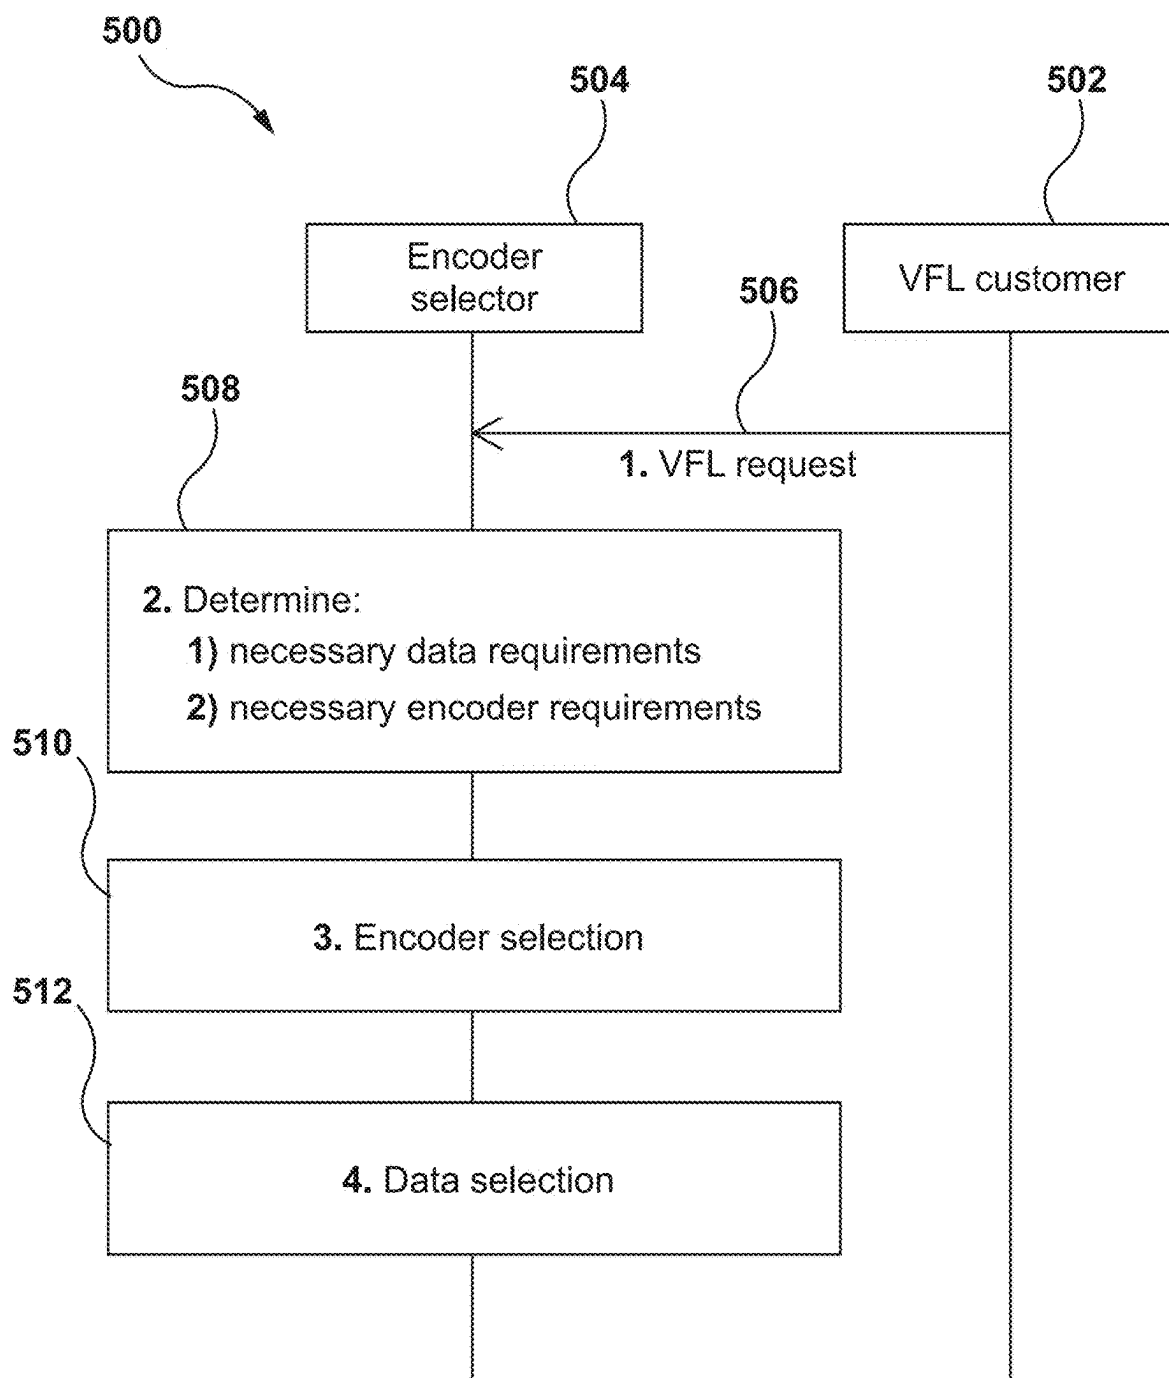 500
504
502
Encoder
selector
VFL customer
506
508
1. VFL request
2. Determine:
1) necessary data requirements
2) necessary encoder requirements
510
3. Encoder selection
512
4. Data selection